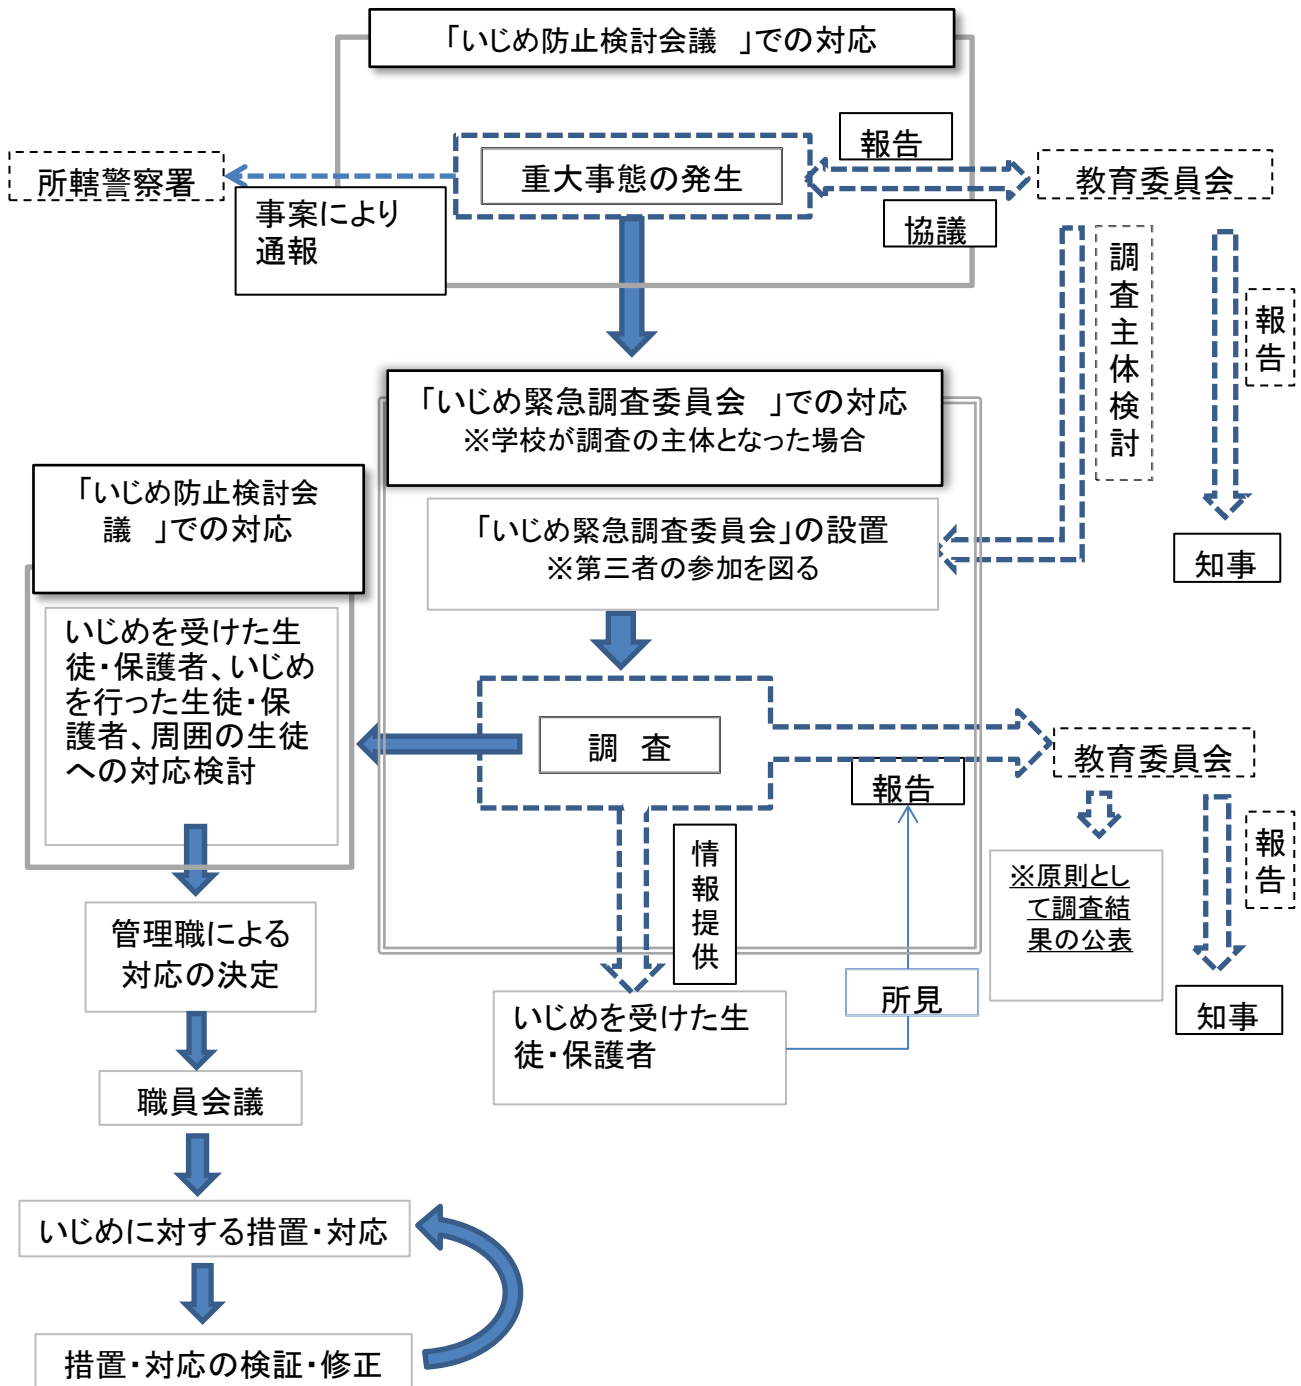 「いじめ防止検討会議　」での対応
報告
重大事態の発生
所轄警察署
教育委員会
事案により
通報
協議
調査主体検討
報告
「いじめ緊急調査委員会　」での対応
※学校が調査の主体となった場合
「いじめ防止検討会
議　」での対応
「いじめ緊急調査委員会」の設置
※第三者の参加を図る
知事
いじめを受けた生
徒・保護者、いじめ
を行った生徒・保
護者、周囲の生徒
への対応検討
調 査
教育委員会
報告
情報提供
報告
※原則とし
て調査結
果の公表
管理職による
対応の決定
所見
いじめを受けた生
徒・保護者
知事
職員会議
いじめに対する措置・対応
措置・対応の検証・修正